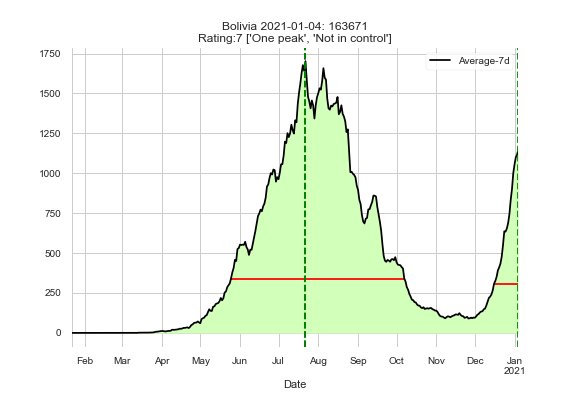 Bolivia 2021-01-04: 163671
Rating:7 ['One peak', 'Not in control']
Average-7d
1750
1500
1250
1000
750
500
250
0
Feb Mar Apr May Jun Jul Aug Sep Oct Nov Dec Jan
2021
Date